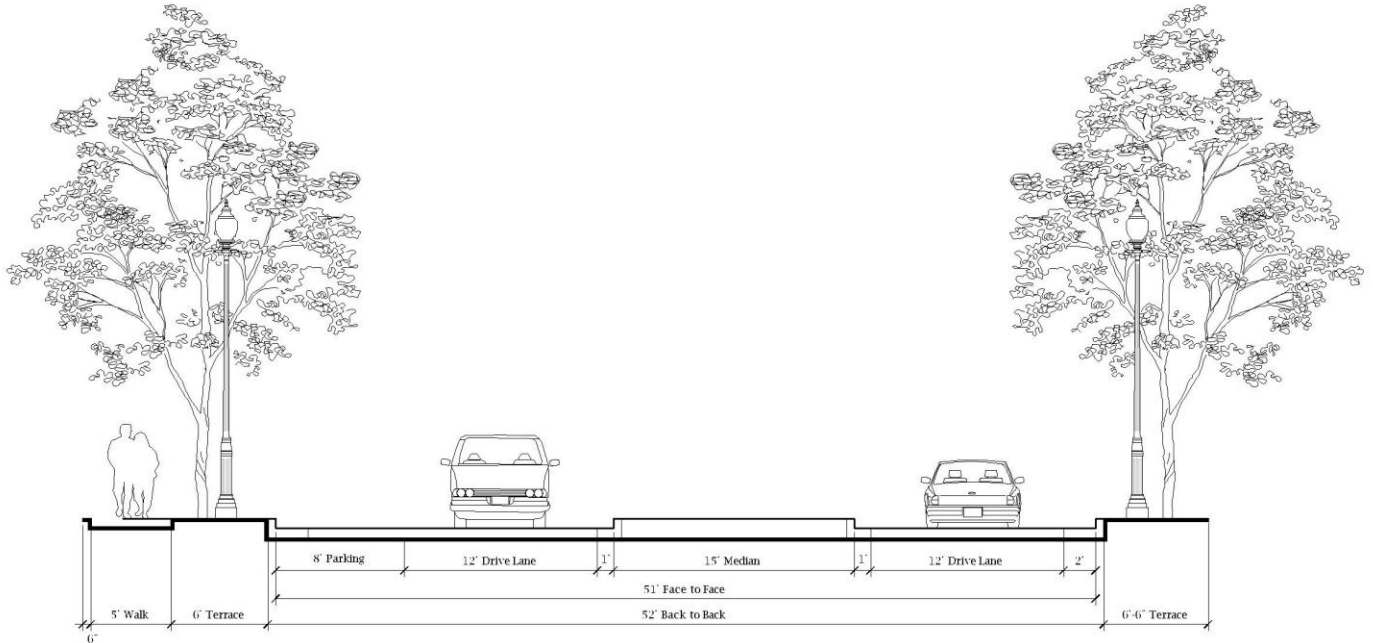 8' Parking
12' Drive Lane
1'
15' Median
1'
12' Drive Lane
2'
51' Face to Face
5' Walk
6' Terrace
52' Back to Back
6'-6" Terrace
6"